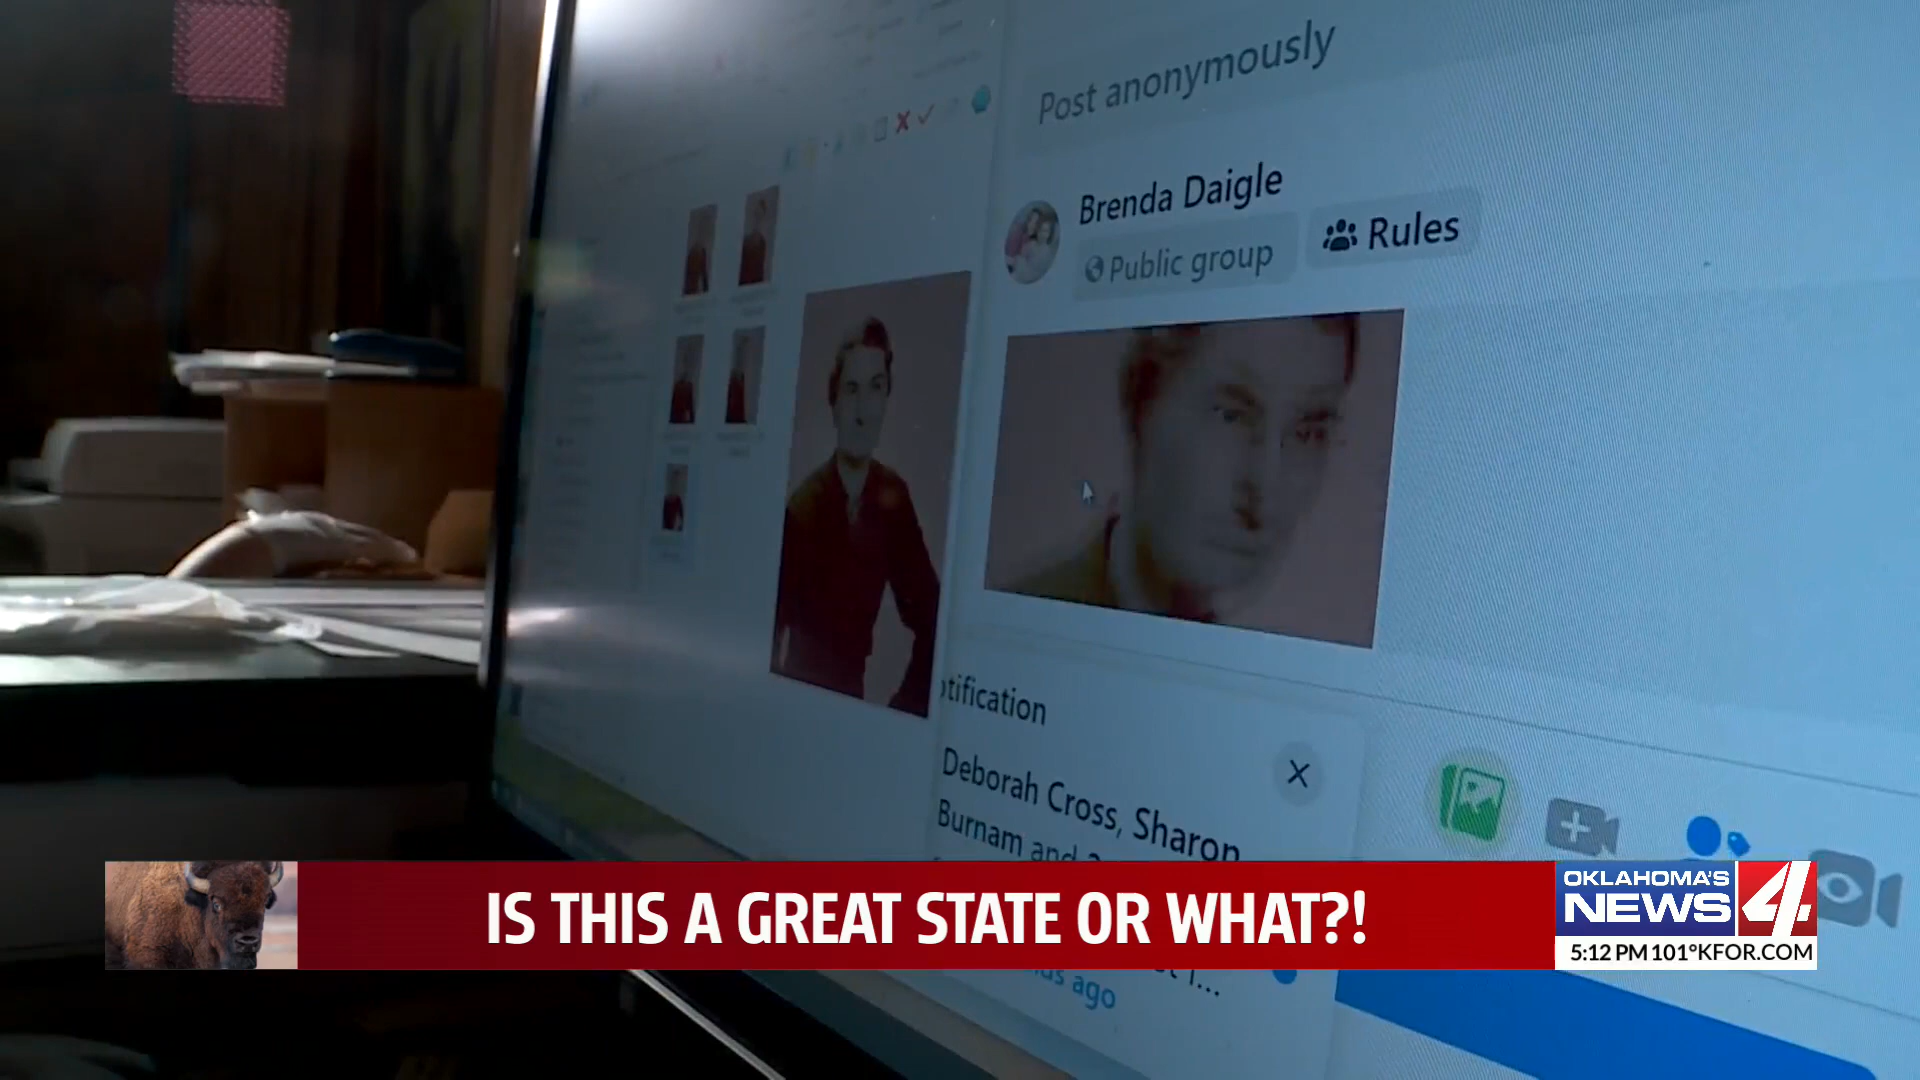 Post anonymously
Brenda Daigle
Public group
Rules
otification
Deborah Cross, Sharon
Burnam and
ago
IS THIS A GREAT STATE OR WHAT?!
OKLAHOMA'S
NEWS 4
5:12 PM 101° KFOR.COM